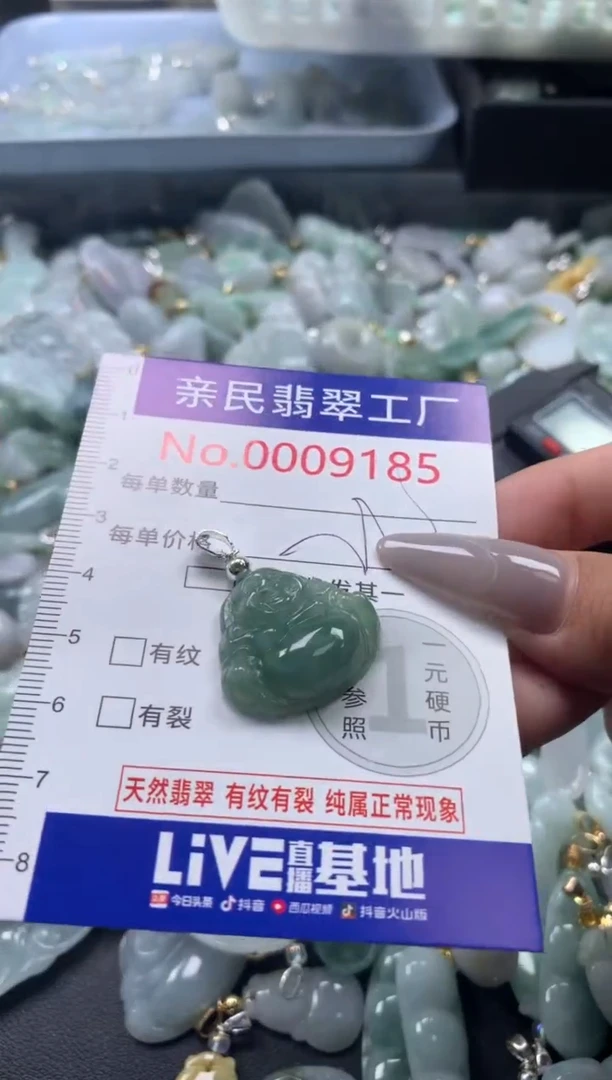 亲民翡翠工厂
No.0009185
每单数量
每单价格
发其一
有纹
有裂
1
一元硬币
参照
天然翡翠 有纹有裂 纯属正常现象
LiVE直播基地
今日头条 抖音 西瓜视频 抖音火山版
1
2
3
4
5
6
7
8